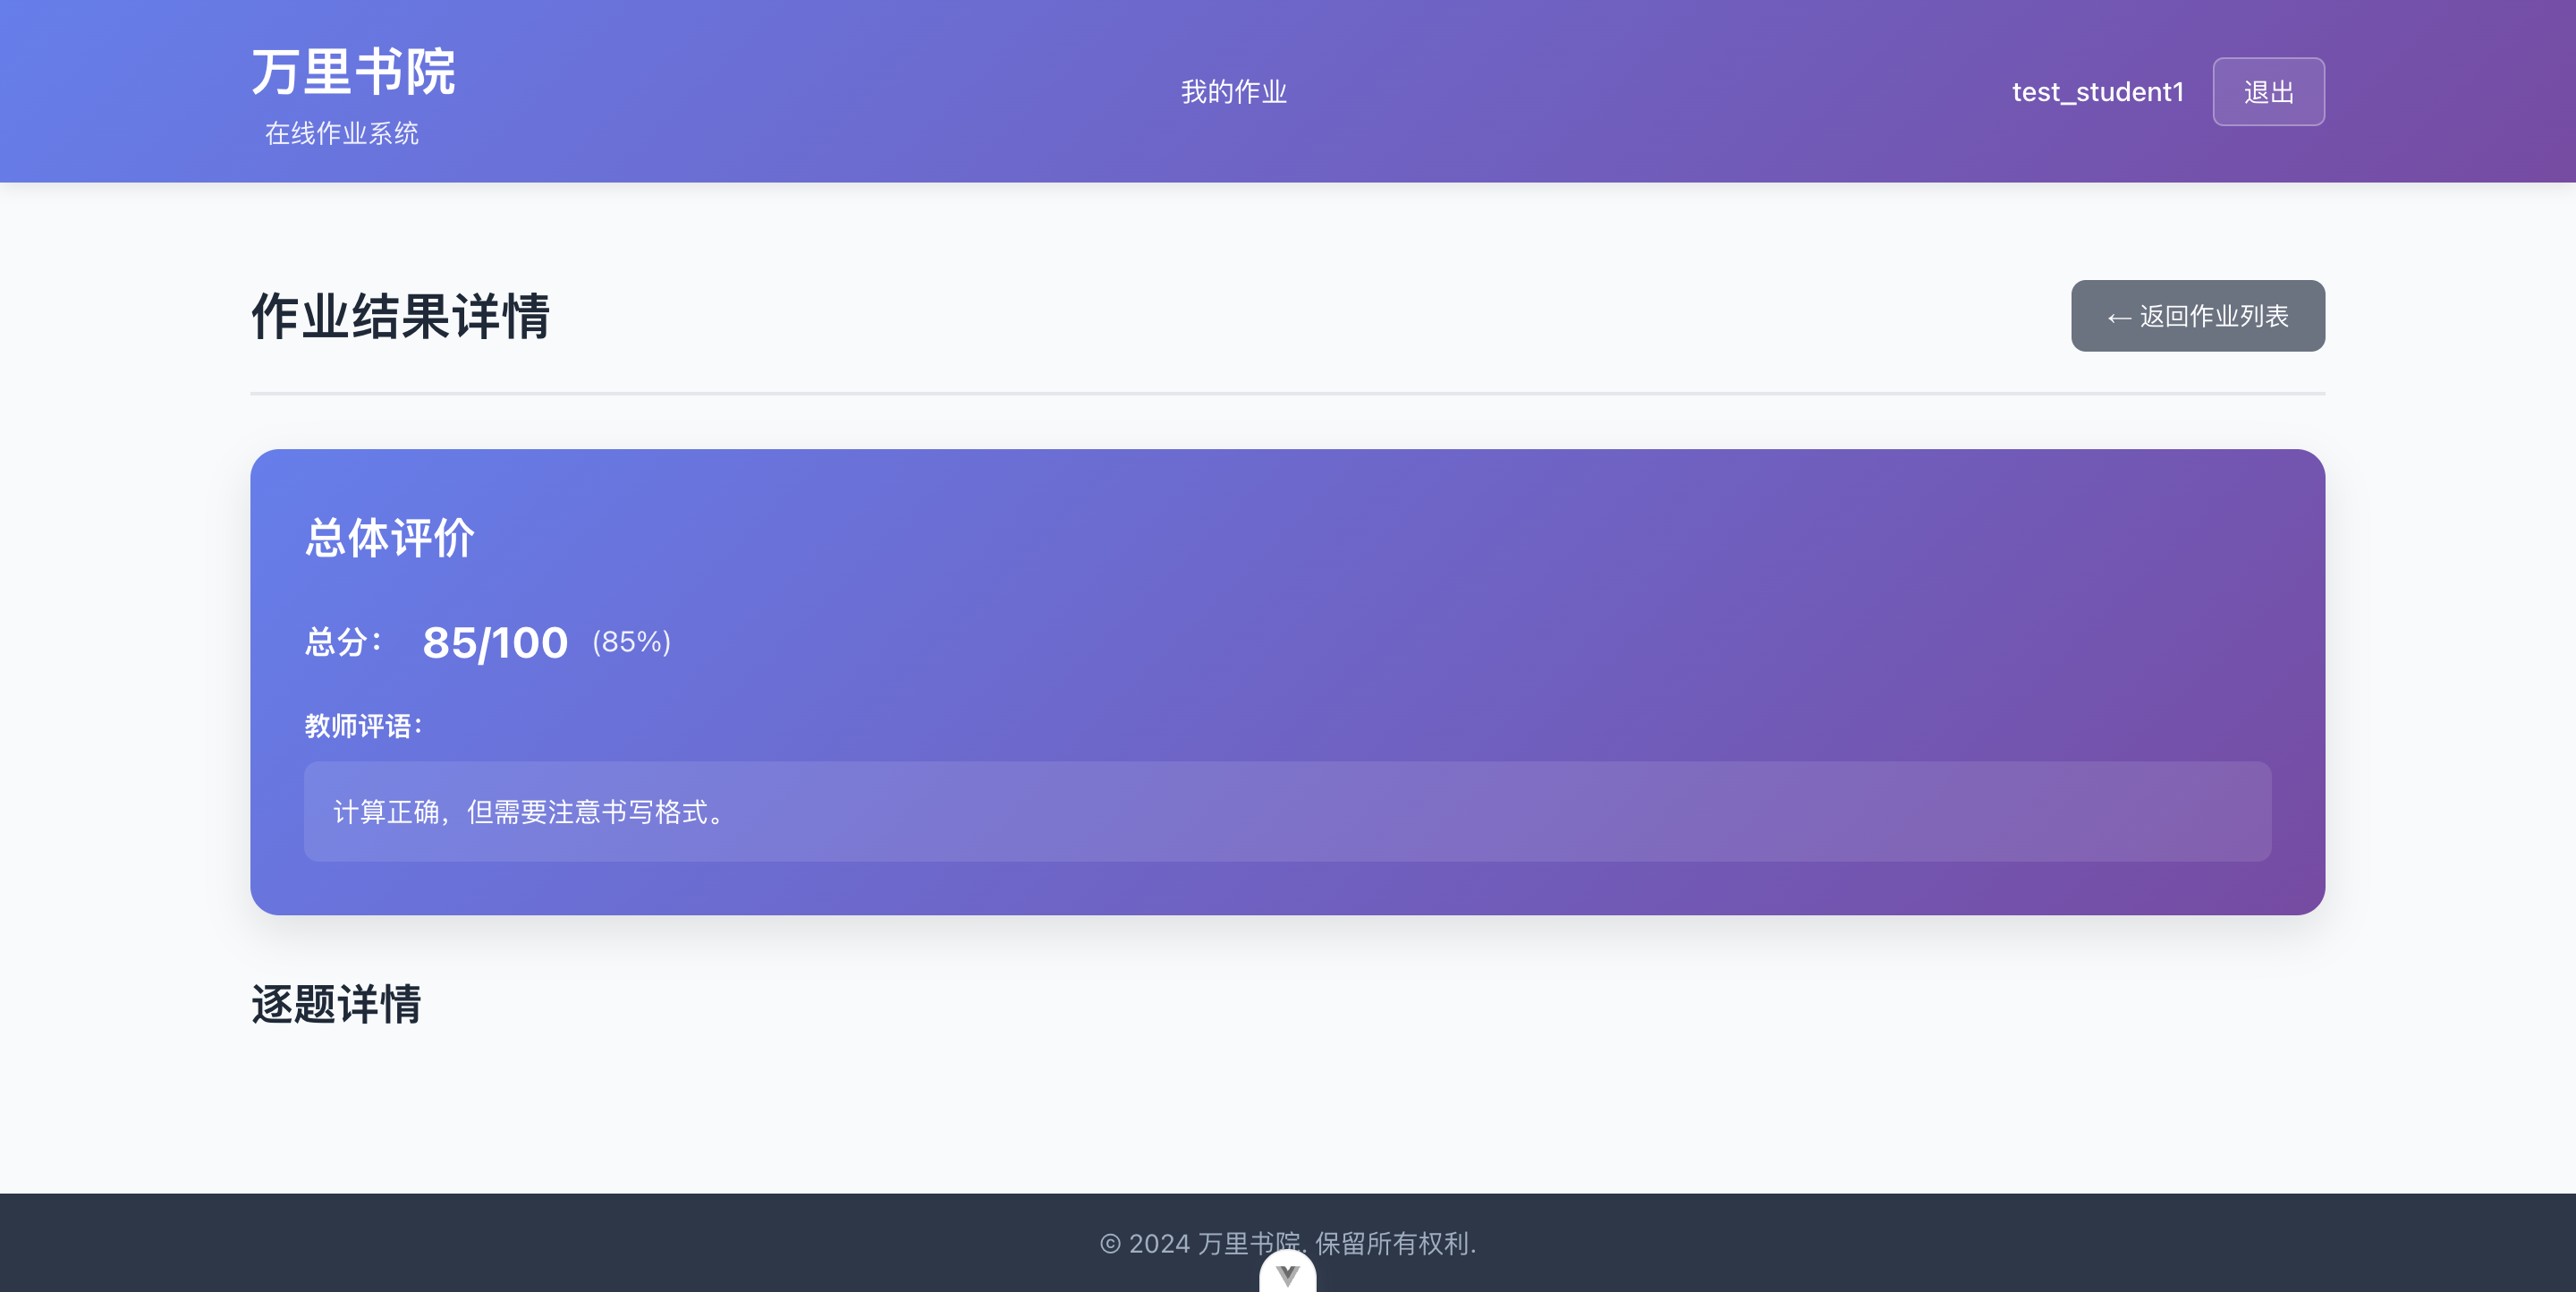 万里书院
在线作业系统
我的作业
test_student1
退出
作业结果详情
← 返回作业列表
总体评价
总分： 85/100 (85%)
教师评语：
计算正确，但需要注意书写格式。
逐题详情
© 2024 万里书院. 保留所有权利.